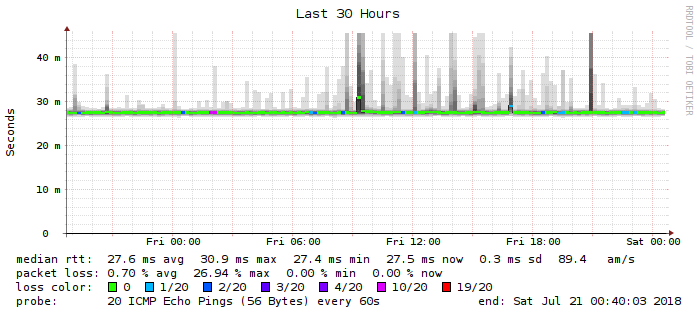 Last 30 Hours
RRDTOOL / TOBI OETIKER
Seconds
40 m
30 m
20 m
10 m
0
Fri 00:00 Fri 06:00 Fri 12:00 Fri 18:00 Sat 00:00
median rtt: 27.6 ms avg 30.9 ms max 27.4 ms min 27.5 ms now 0.3 ms sd 89.4 am/s
packet loss: 0.70 % avg 26.94 % max 0.00 % min 0.00 % now
loss color: 0 1/20 2/20 3/20 4/20 10/20 19/20
probe: 20 ICMP Echo Pings (56 Bytes) every 60s end: Sat Jul 21 00:40:03 2018